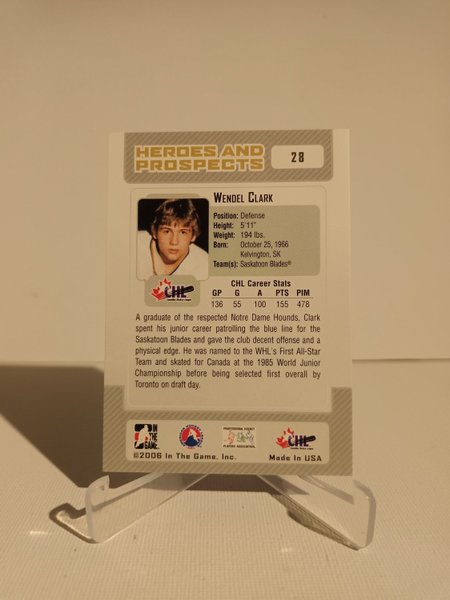 HEROES AND
PROSPECTS
28
WENDEL CLARK
Position: Defense
Height: 5'11"
Weight: 194 lbs.
Born: October 25, 1966
Kelvington, SK
Team(s): Saskatoon Blades®
CHL
CHL Career Stats
GP G A PTS PIM
136 55 100 155 478
A graduate of the respected Notre Dame Hounds, Clark
spent his junior career patrolling the blue line for the
Saskatoon Blades and gave the club decent offense and a
physical edge. He was named to the WHL's First All-Star
Team and skated for Canada at the 1985 World Junior
Championship before being selected first overall by
Toronto on draft day.
IN
THE
GAME
CHL
©2006 In The Game, Inc.
Made In USA